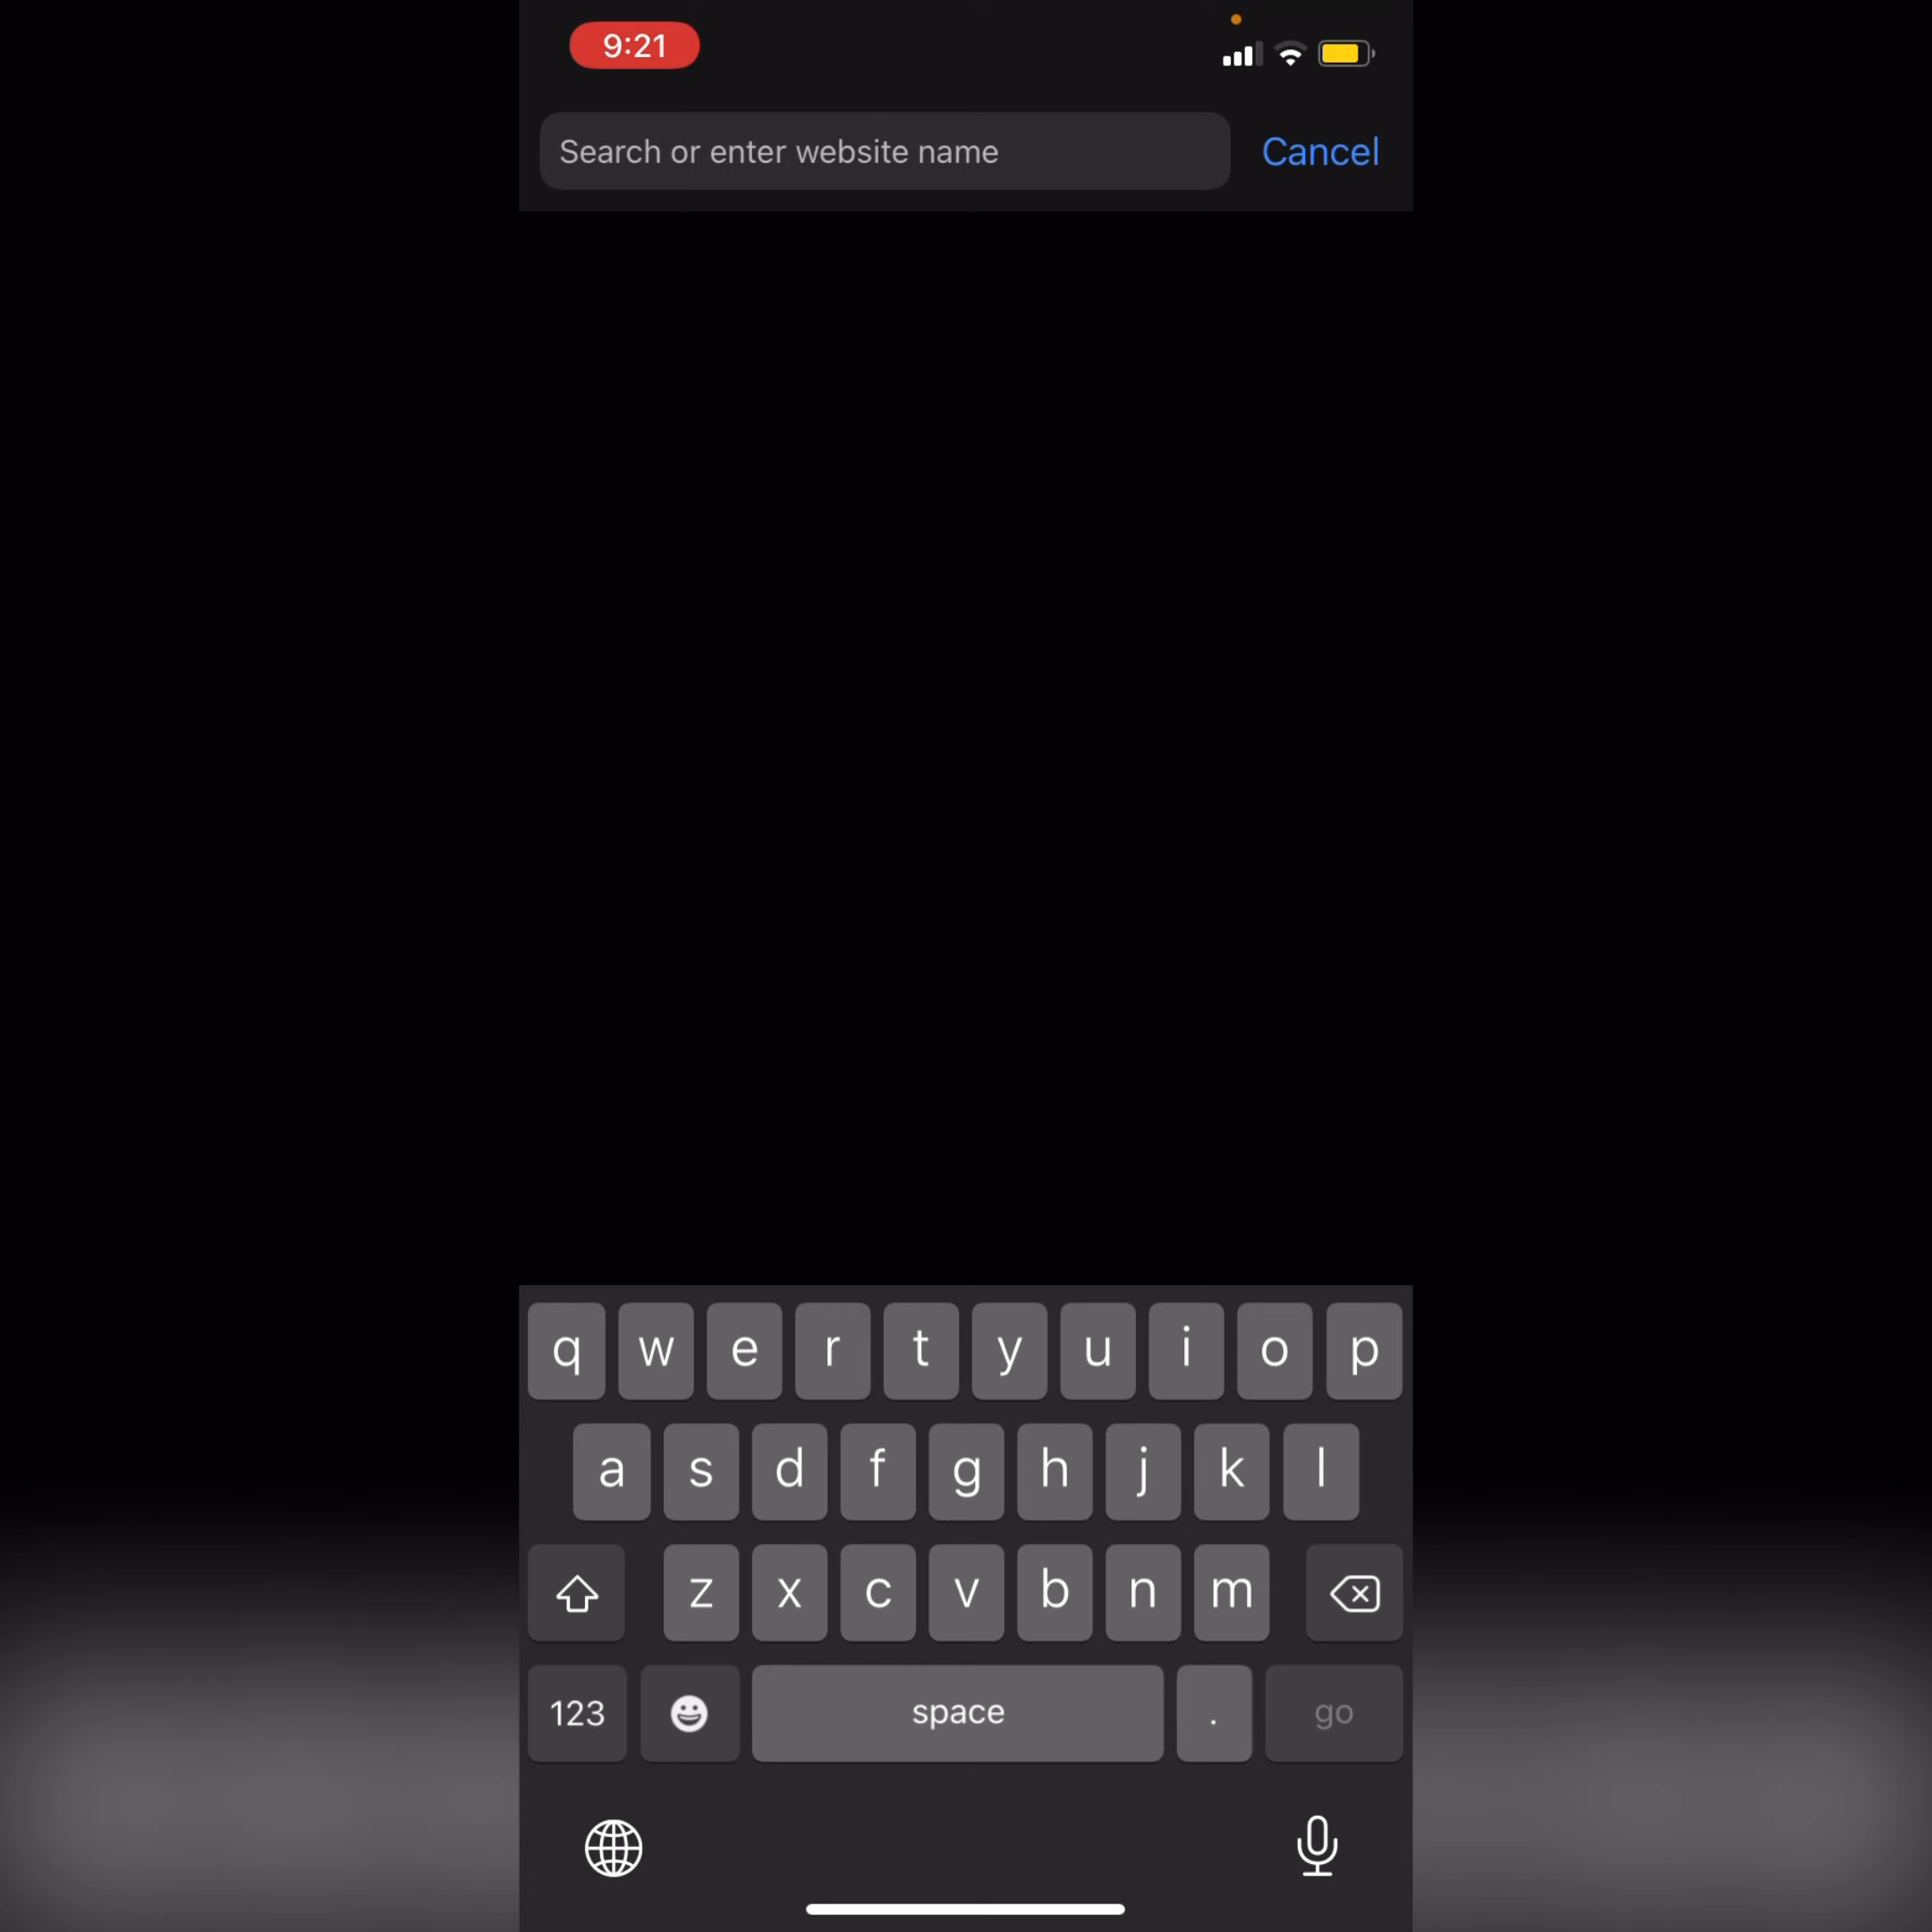 9:21
Search or enter website name Cancel
q w e r t y u i o p
a s d f g h j k l
z x c v b n m
123 space . go